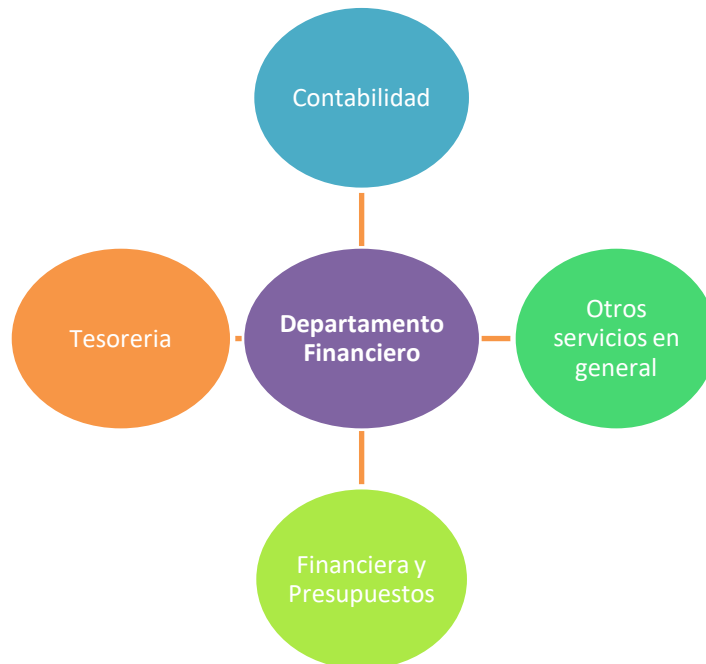 Contabilidad
Tesoreria
Departamento
Financiero
Otros
servicios en
general
Financiera y
Presupuestos